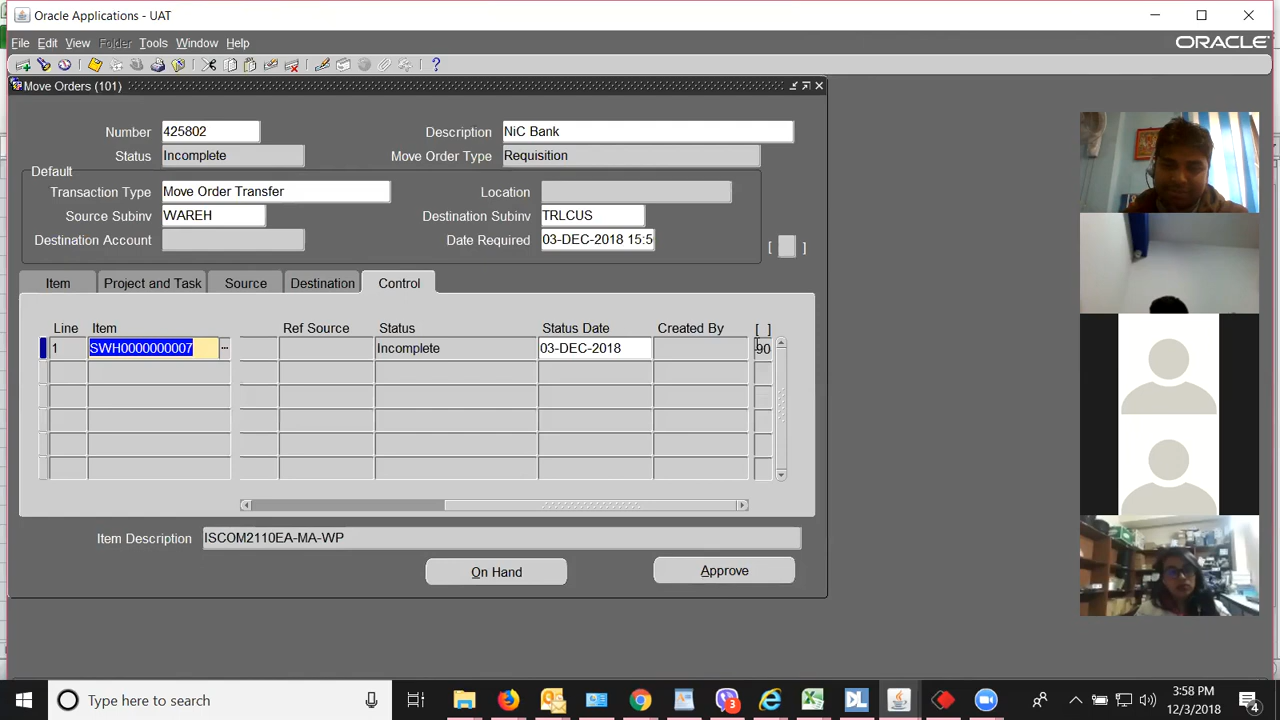 Oracle Applications - UAT
File Edit View Folder Tools Window Help
ORACLE
Move Orders (101)
Number 425802 Description NiC Bank
Status Incomplete Move Order Type Requisition
Default
Transaction Type Move Order Transfer Location
Source Subinv WAREH Destination Subinv TRLCUS
Destination Account Date Required 03-DEC-2018 15:5
[ ]
Item Project and Task Source Destination Control
Line Item Ref Source Status Status Date Created By [ ]
1 SWH0000000007 Incomplete 03-DEC-2018 90
Item Description ISCOM2110EA-MA-WP
On Hand Approve
Type here to search
3
3:58 PM
12/3/2018
4